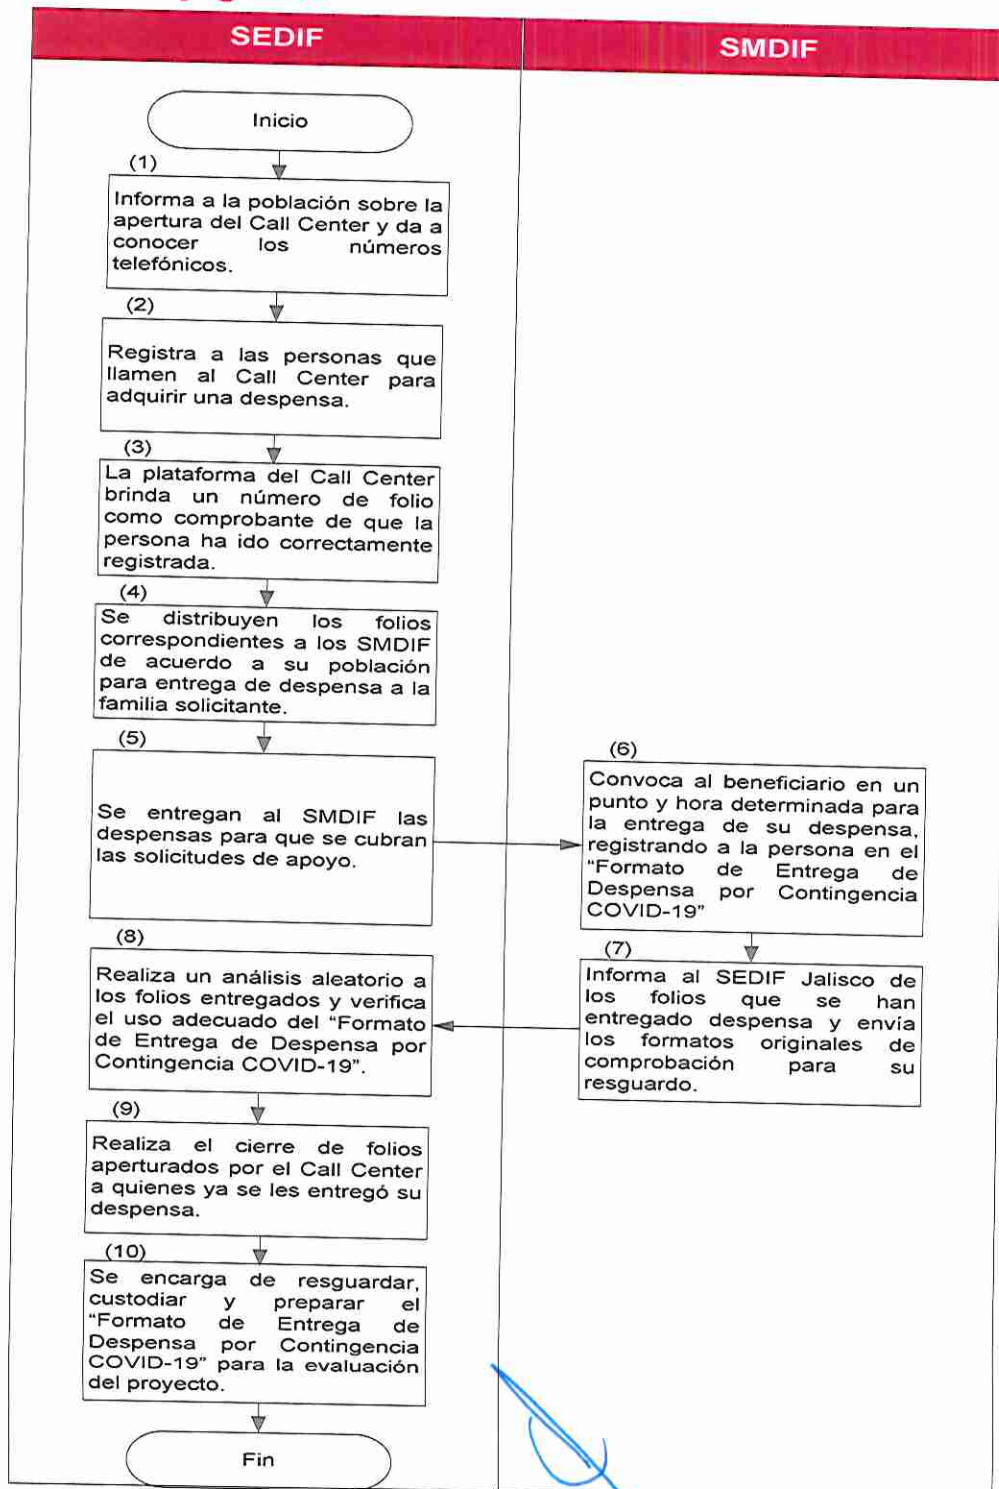 SEDIF
SMDIF
Inicio
(1)
Informa a la población sobre la
apertura del Call Center y da a
conocer los números
telefónicos.
(2)
Registra a las personas que
llamen al Call Center para
adquirir una despensa.
(3)
La plataforma del Call Center
brinda un número de folio
como comprobante de que la
persona ha ido correctamente
registrada.
(4)
Se distribuyen los folios
correspondientes a los SMDIF
de acuerdo a su población
para entrega de despensa a la
familia solicitante.
(5)
Se entregan al SMDIF las
despensas para que se cubran
las solicitudes de apoyo.
(6)
Convoca al beneficiario en un
punto y hora determinada para
la entrega de su despensa,
registrando a la persona en el
“Formato de Entrega de
Despensa por Contingencia
COVID-19”
(7)
Informa al SEDIF Jalisco de
los folios que se han
entregado despensa y envía
los formatos originales de
comprobación para su
resguardo.
(8)
Realiza un análisis aleatorio a
los folios entregados y verifica
el uso adecuado del “Formato
de Entrega de Despensa por
Contingencia COVID-19”.
(9)
Realiza el cierre de folios
aperturados por el Call Center
a quienes ya se les entregó su
despensa.
(10)
Se encarga de resguardar,
custodiar y preparar el
“Formato de Entrega de
Despensa por Contingencia
COVID-19” para la evaluación
del proyecto.
Fin